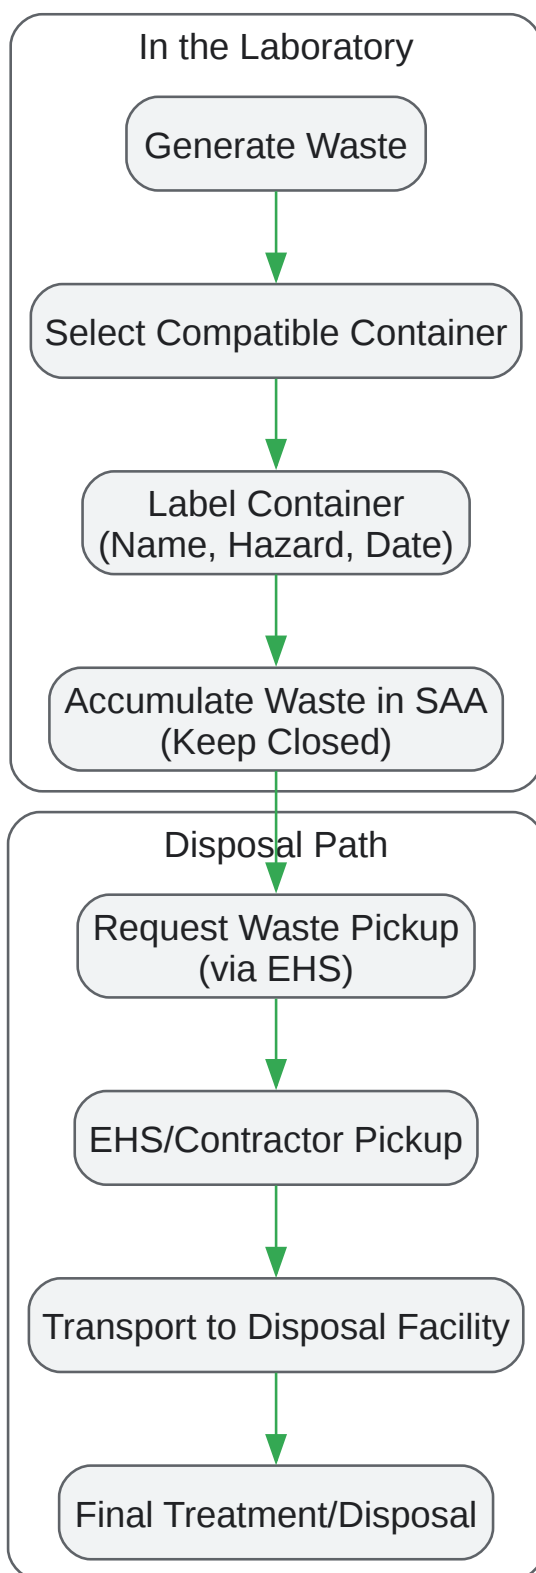 In the Laboratory
Generate Waste
Select Compatible Container
Label Container
(Name, Hazard, Date)
Accumulate Waste in SAA
(Keep Closed)
Disposal Path
Request Waste Pickup
(via EHS)
EHS/Contractor Pickup
Transport to Disposal Facility
Final Treatment/Disposal